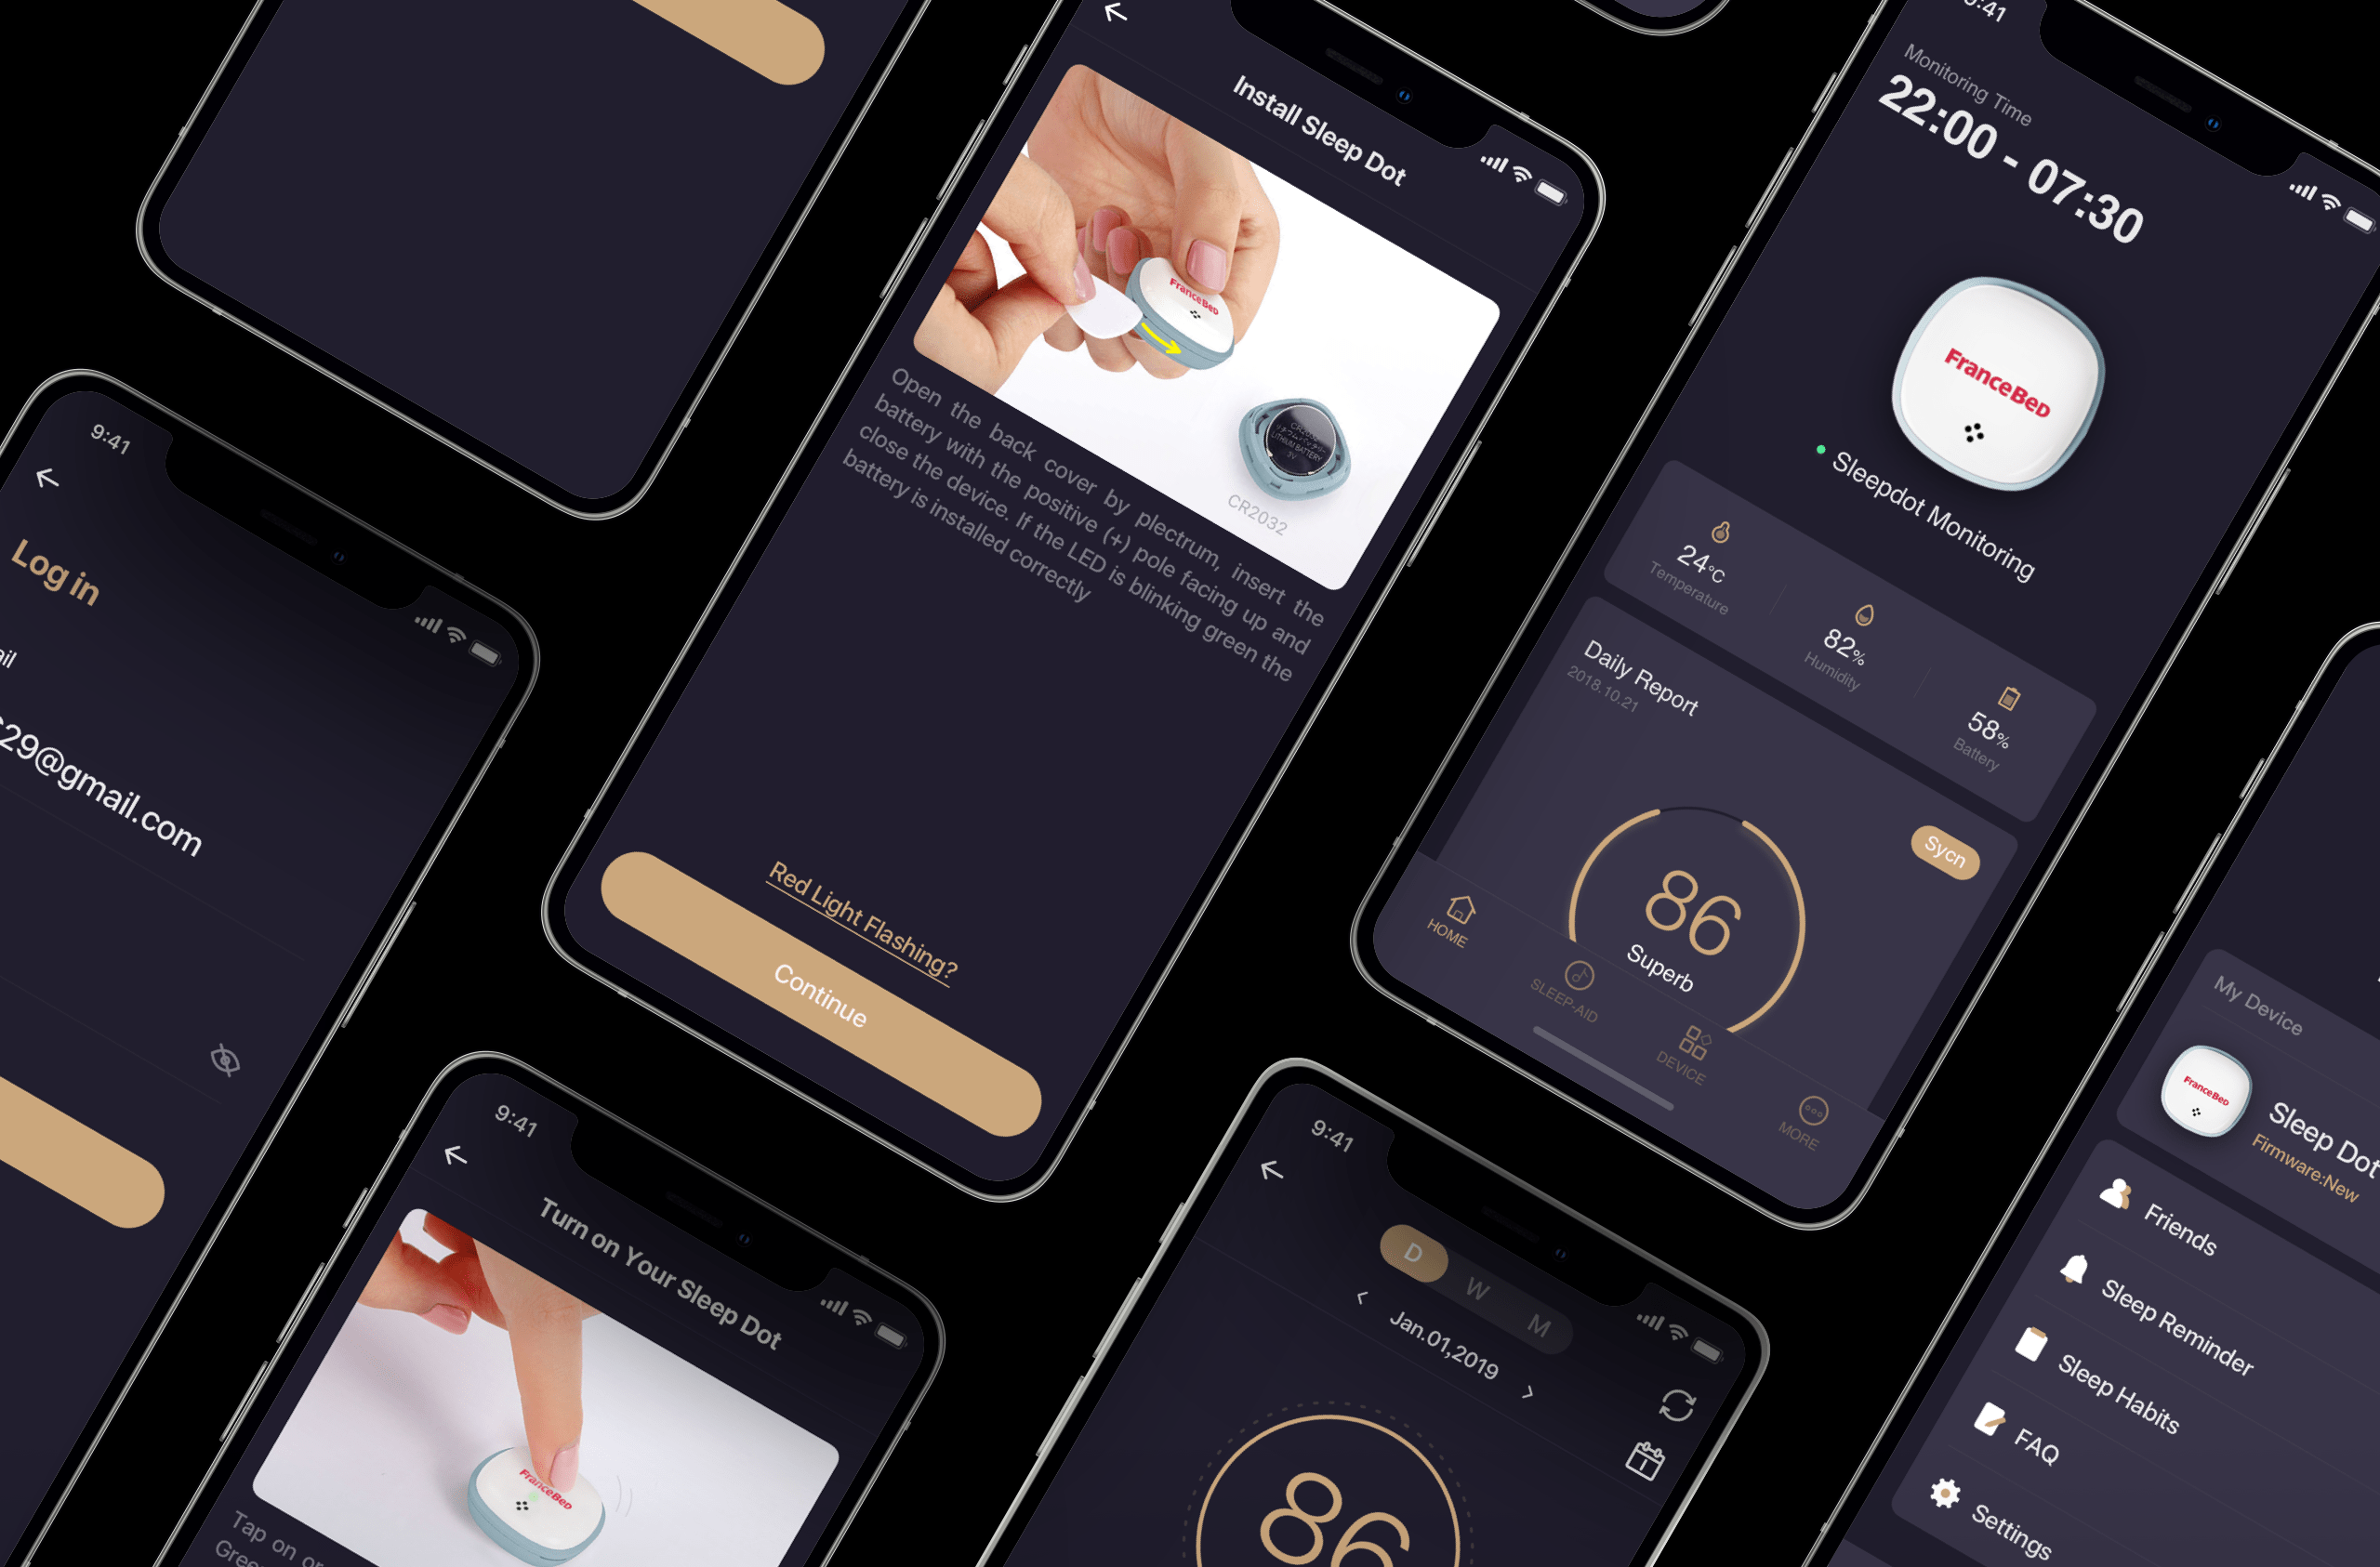 Install Sleep Dot
FranceBed
CR2032
LITHIUM BATTERY
3V
CR2032
Open the back cover by plectrum, insert the
battery with the positive (+) pole facing up and
close the device. If the LED is blinking green the
battery is installed correctly
Red Light Flashing?
Continue
9:41
Monitoring Time
22:00 - 07:30
FranceBed
Sleepdot Monitoring
24°C
Temperature
82%
Humidity
58%
Battery
Daily Report
2018.10.21
Sycn
86
Superb
HOME
SLEEP-AID
DEVICE
MORE
9:41
Log in
29@gmail.com
9:41
Turn on Your Sleep Dot
FranceBed
Tap on or
9:41
D
W
M
Jan.01,2019
86
My Device
FranceBed
Sleep Dot
Firmware:New
Friends
Sleep Reminder
Sleep Habits
FAQ
Settings